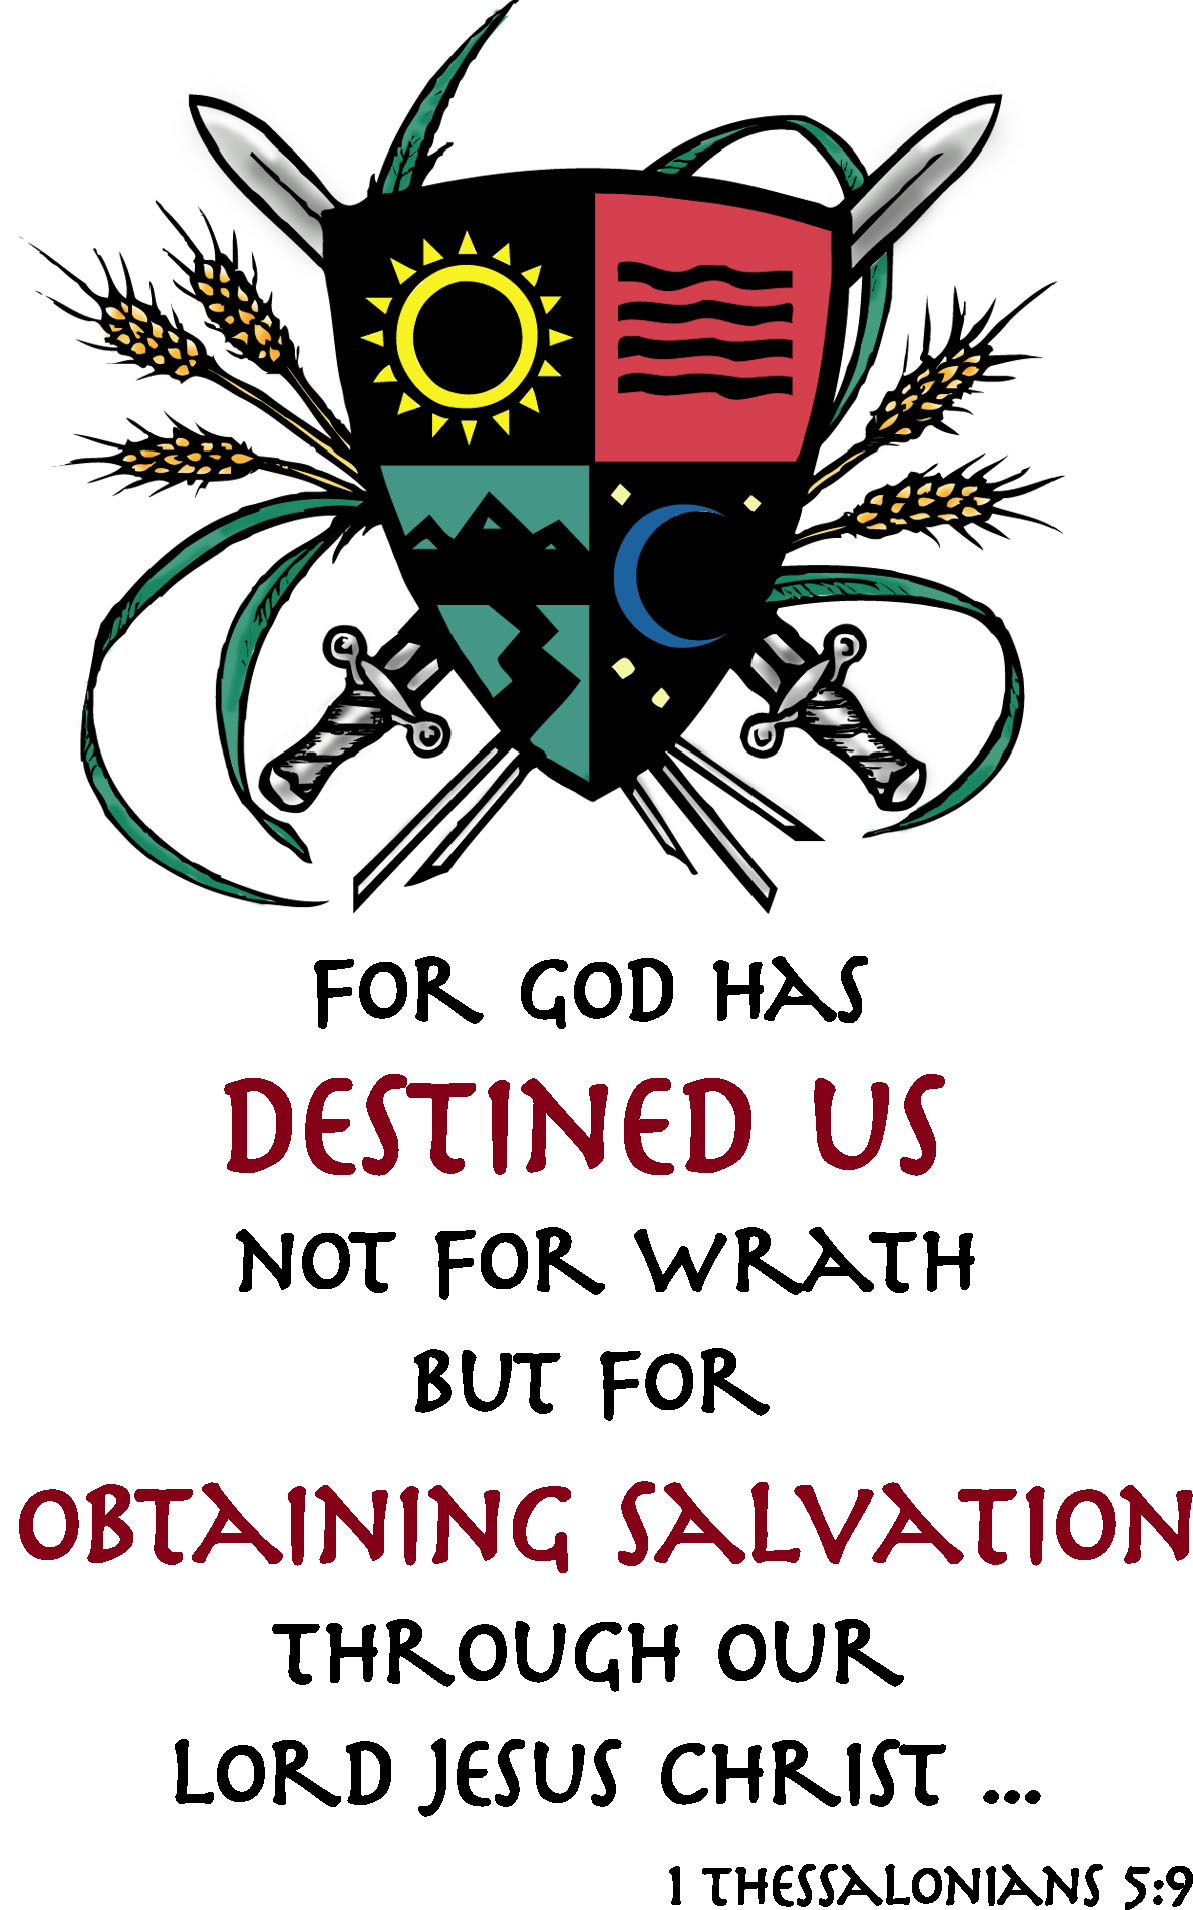 FOR GOD HAS
DESTINED US
NOT FOR WRATH
BUT FOR
OBTAINING SALVATION
THROUGH OUR
LORD JESUS CHRIST ...
1 THESSALONIANS 5:9